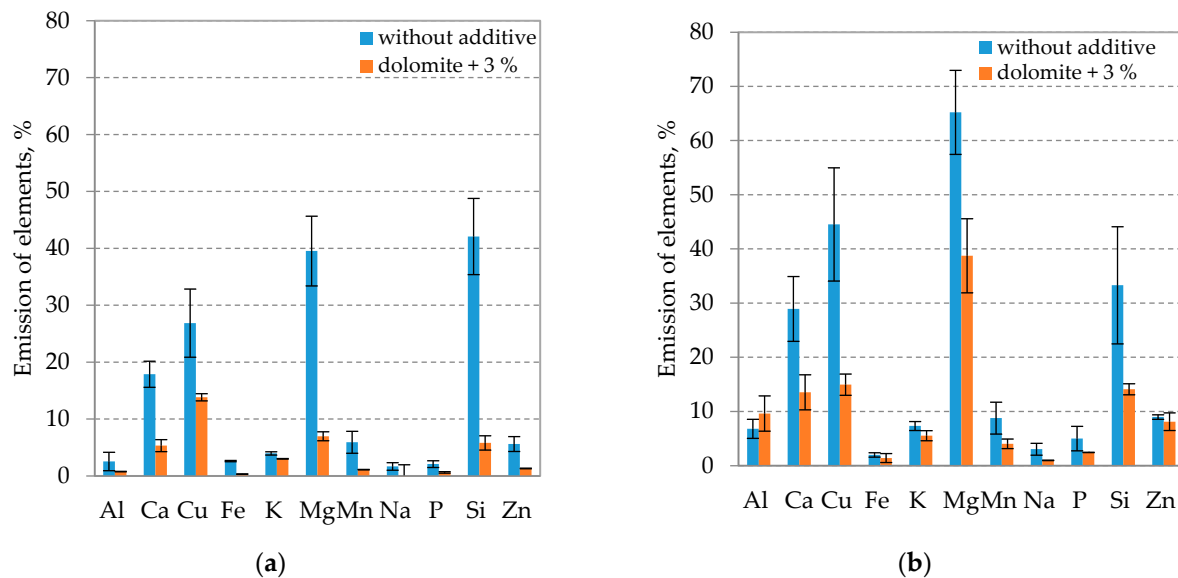 80
70
60
50
40
30
20
10
0
Emission of elements, %
without additive
dolomite + 3 %
Al Ca Cu Fe K Mg Mn Na P Si Zn
(a)
80
70
60
50
40
30
20
10
0
Emission of elements, %
without additive
dolomite + 3 %
Al Ca Cu Fe K Mg Mn Na P Si Zn
(b)